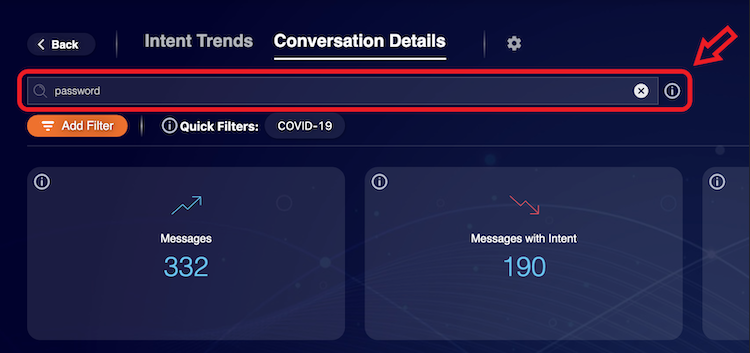 Back
Intent Trends
Conversation Details
password
Add Filter
Quick Filters:
COVID-19
Messages
332
Messages with Intent
190